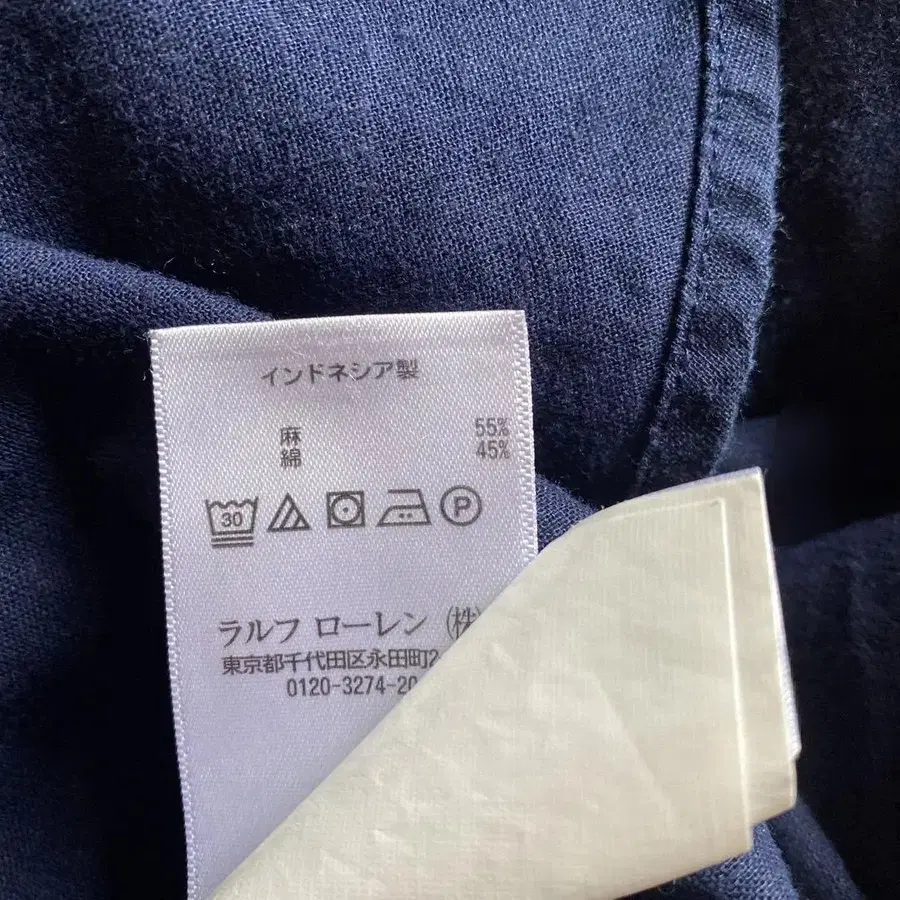 インドネシア製
麻 55%
綿 45%
30 P
ラルフ ローレン (株)
東京都千代田区永田町2
0120-3274-20